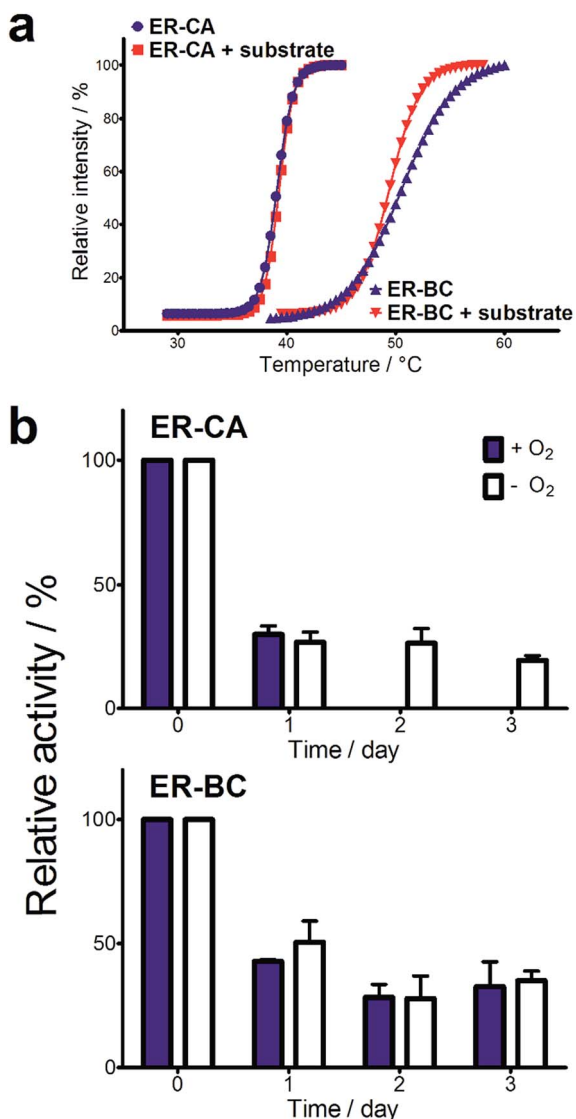 a
ER-CA
ER-CA + substrate
Relative intensity / %
100
80
60
40
20
0
ER-BC
ER-BC + substrate
30 40 50 60
Temperature / °C
b
ER-CA
+ O₂
- O₂
100
50
0
0 1 2 3
Time / day
Relative activity / %
ER-BC
100
50
0
0 1 2 3
Time / day